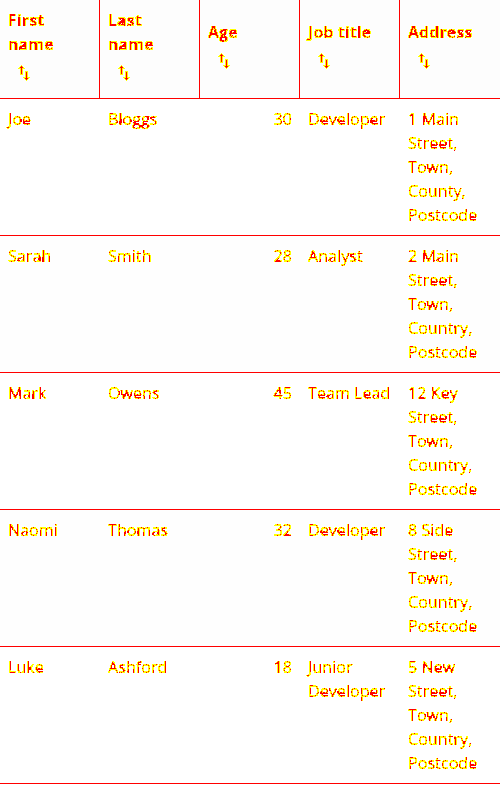 First name ↑↓ Last name ↑↓ Age ↑↓ Job title ↑↓ Address ↑↓
Joe Bloggs 30 Developer 1 Main
Street,
Town,
County,
Postcode
Sarah Smith 28 Analyst 2 Main
Street,
Town,
Country,
Postcode
Mark Owens 45 Team Lead 12 Key
Street,
Town,
Country,
Postcode
Naomi Thomas 32 Developer 8 Side
Street,
Town,
Country,
Postcode
Luke Ashford 18 Junior 5 New
Developer Street,
Town,
Country,
Postcode